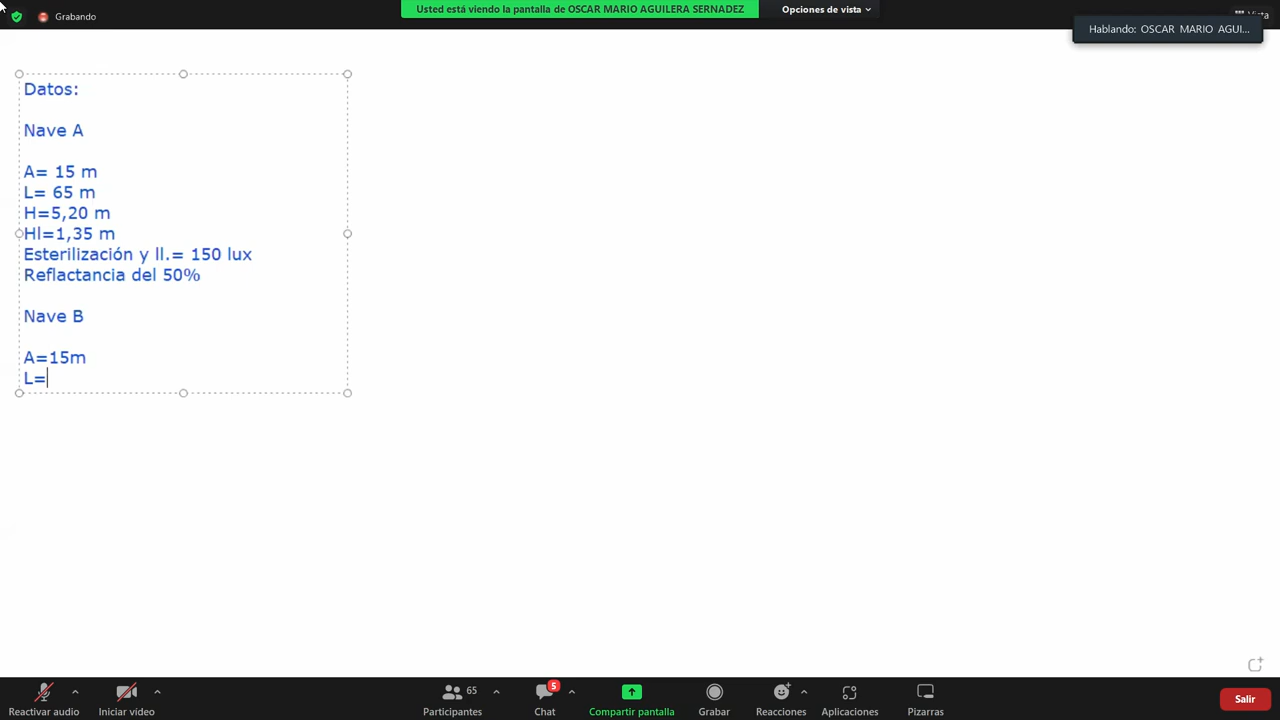 Grabando
Usted está viendo la pantalla de OSCAR MARIO AGUILERA SERNADEZ
Opciones de vista
Vista
Hablando: OSCAR MARIO AGUI...
Datos:
Nave A
A= 15 m
L= 65 m
H=5,20 m
Hl=1,35 m
Esterilización y ll.= 150 lux
Reflactancia del 50%
Nave B
A=15m
L=
Reactivar audio
Iniciar video
65
Participantes
5
Chat
Compartir pantalla
Grabar
Reacciones
Aplicaciones
Pizarras
Salir